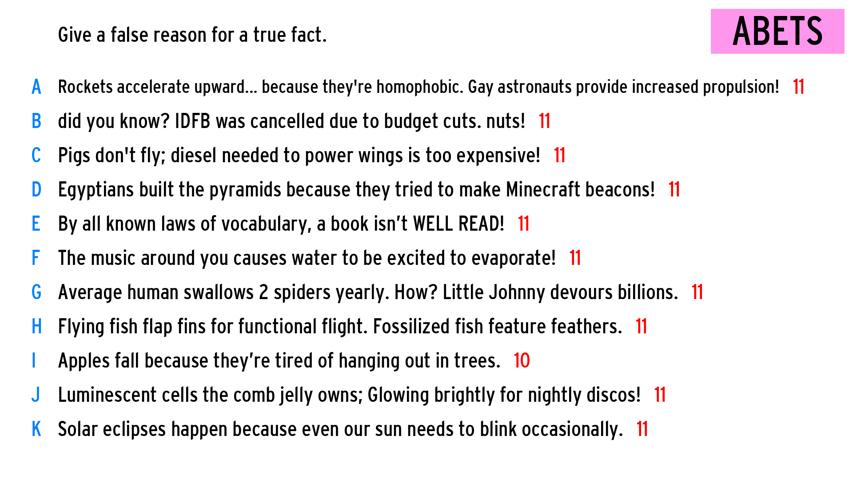 Give a false reason for a true fact.
ABETS
A Rockets accelerate upward... because they're homophobic. Gay astronauts provide increased propulsion! 11
B did you know? IDFB was cancelled due to budget cuts. nuts! 11
C Pigs don't fly; diesel needed to power wings is too expensive! 11
D Egyptians built the pyramids because they tried to make Minecraft beacons! 11
E By all known laws of vocabulary, a book isn’t WELL READ! 11
F The music around you causes water to be excited to evaporate! 11
G Average human swallows 2 spiders yearly. How? Little Johnny devours billions. 11
H Flying fish flap fins for functional flight. Fossilized fish feature feathers. 11
I Apples fall because they’re tired of hanging out in trees. 10
J Luminescent cells the comb jelly owns; Glowing brightly for nightly discos! 11
K Solar eclipses happen because even our sun needs to blink occasionally. 11